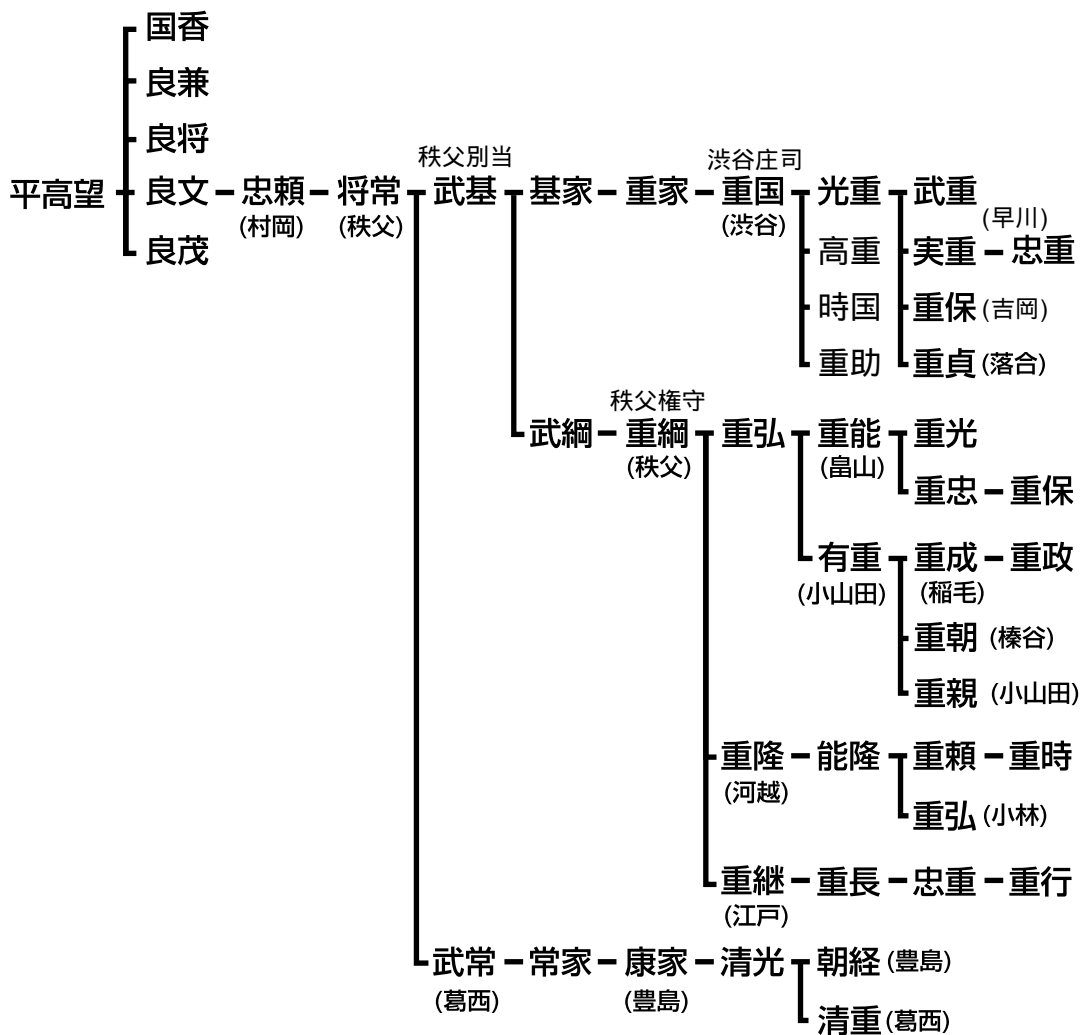 国香
良兼
良将
秩父別当 渋谷庄司
平高望 良文 忠頼 将常 武基 基家 重家 重国 光重 武重
(村岡) (秩父) (渋谷) (早川)
良茂 高重 実重 忠重
時国 重保 (吉岡)
重助 重貞 (落合)
秩父権守
武綱 重綱 重弘 重能 重光
(秩父) (畠山)
重忠 重保
有重 重成 重政
(小山田) (稲毛)
重朝 (榛谷)
重親 (小山田)
重隆 能隆 重頼 重時
(河越)
重弘 (小林)
重継 重長 忠重 重行
(江戸)
武常 常家 康家 清光 朝経 (豊島)
(葛西) (豊島)
清重 (葛西)